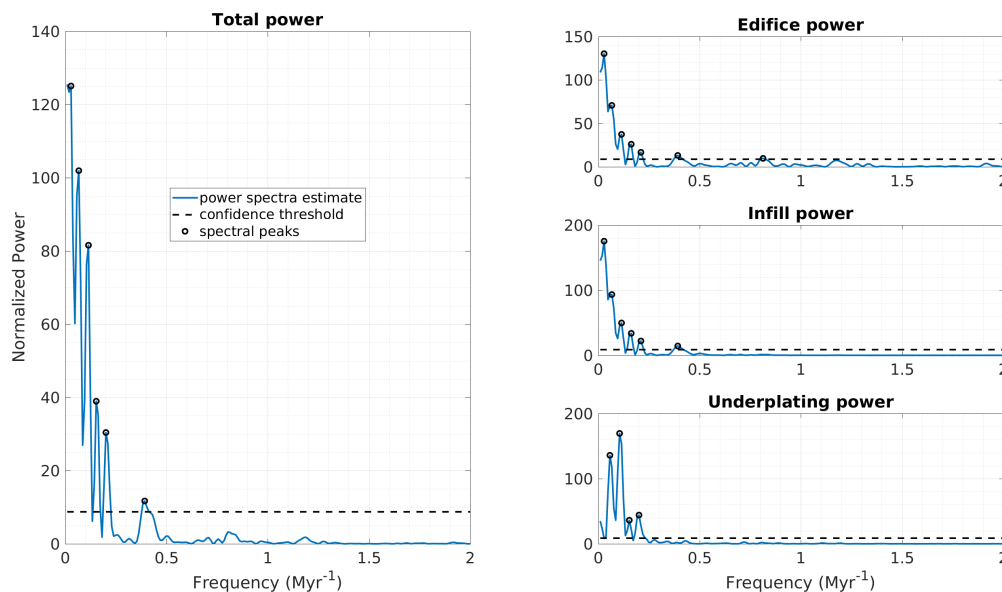 Total power
140
120
100
80
60
40
20
0
Normalized Power
power spectra estimate
confidence threshold
spectral peaks
0 0.5 1 1.5 2
Frequency (Myr-1)
Edifice power
150
100
50
0
0 0.5 1 1.5 2
Infill power
200
100
0
0 0.5 1 1.5 2
Underplating power
200
100
0
0 0.5 1 1.5 2
Frequency (Myr-1)